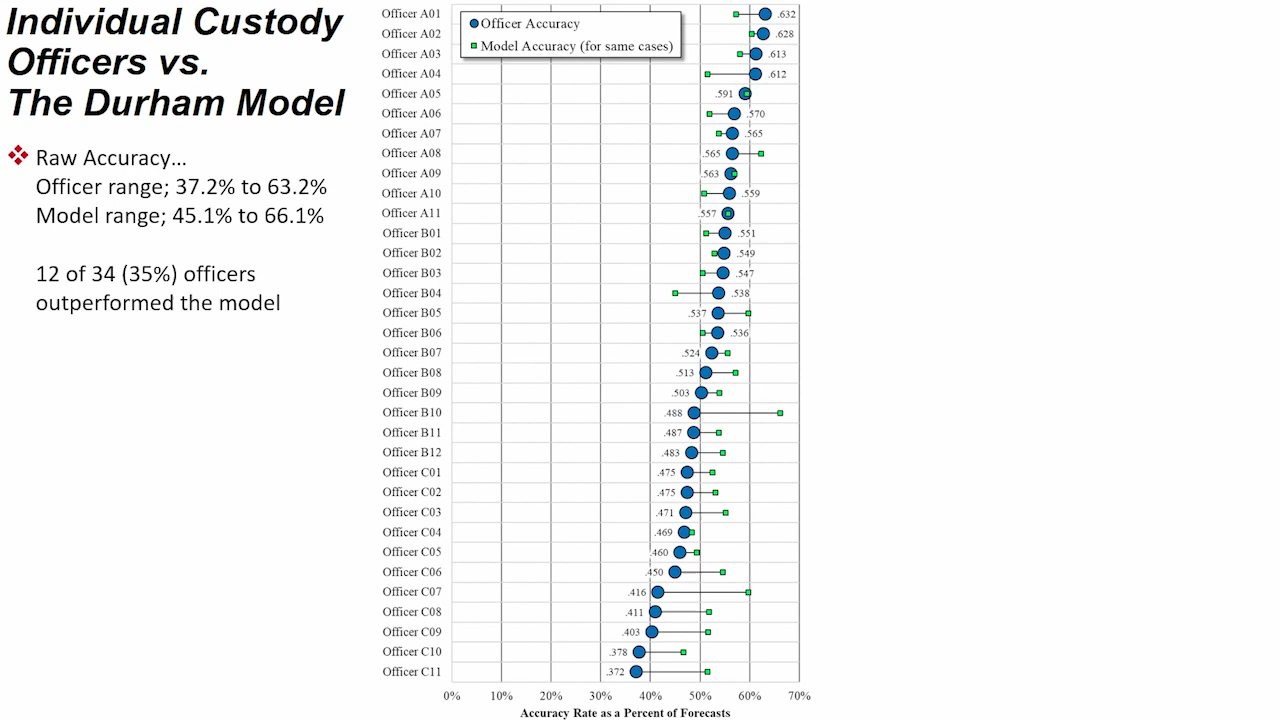 Individual Custody
Officers vs.
The Durham Model
Raw Accuracy...
Officer range; 37.2% to 63.2%
Model range; 45.1% to 66.1%
12 of 34 (35%) officers
outperformed the model
Officer Accuracy
Model Accuracy (for same cases)
Officer A01 .632
Officer A02 .628
Officer A03 .613
Officer A04 .612
Officer A05 .591
Officer A06 .570
Officer A07 .565
Officer A08 .565
Officer A09 .563
Officer A10 .559
Officer A11 .557
Officer B01 .551
Officer B02 .549
Officer B03 .547
Officer B04 .538
Officer B05 .537
Officer B06 .536
Officer B07 .524
Officer B08 .513
Officer B09 .503
Officer B10 .488
Officer B11 .487
Officer B12 .483
Officer C01 .475
Officer C02 .475
Officer C03 .471
Officer C04 .469
Officer C05 .460
Officer C06 .450
Officer C07 .416
Officer C08 .411
Officer C09 .403
Officer C10 .378
Officer C11 .372
0% 10% 20% 30% 40% 50% 60% 70%
Accuracy Rate as a Percent of Forecasts